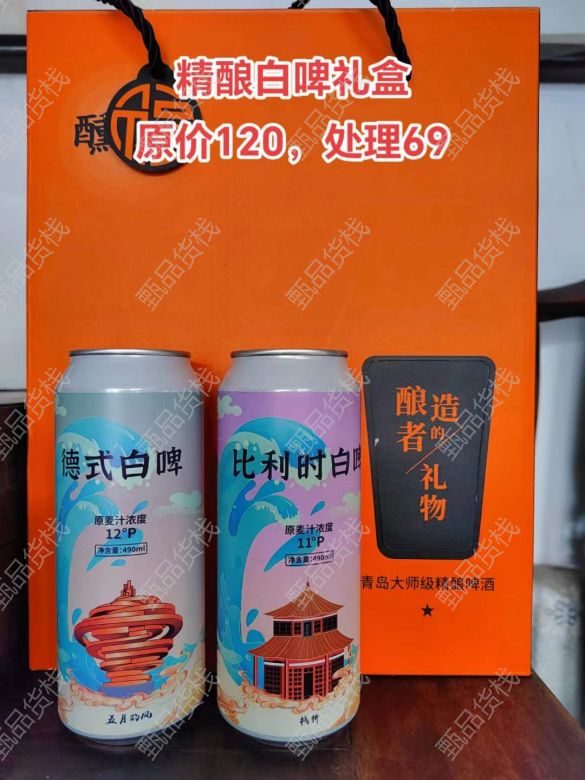 精酿白啤礼盒
原价120，处理69
醺
酿造
者的
礼物
青岛大师级精酿啤酒
德式白啤
原麦汁浓度
12°P
净含量:490ml
五月的风
比利时白啤
原麦汁浓度
11°P
净含量:490ml
栈桥
甄品货栈